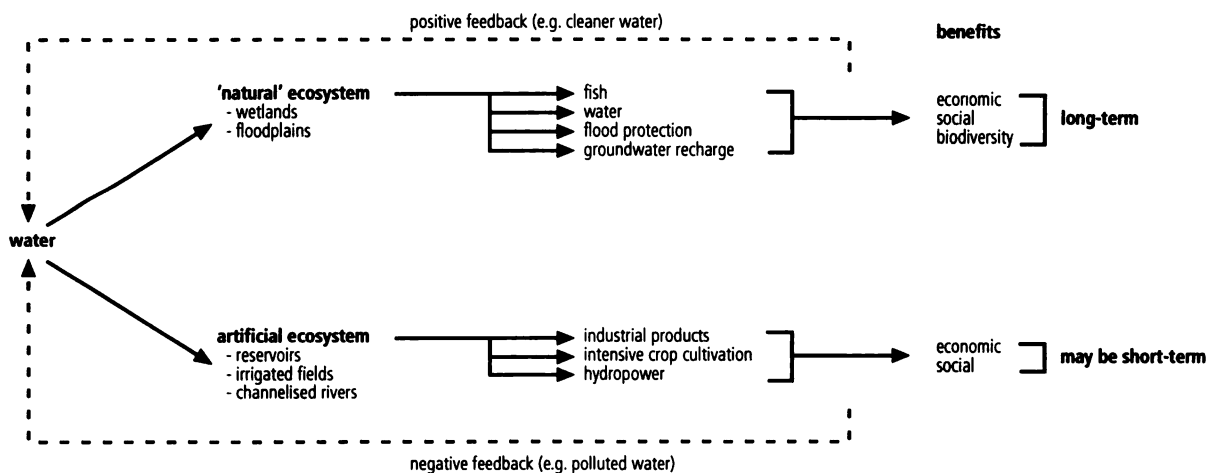 positive feedback (e.g. cleaner water)
benefits
'natural' ecosystem
- wetlands
- floodplains
fish
water
flood protection
groundwater recharge
economic
social
biodiversity
long-term
water
artificial ecosystem
- reservoirs
- irrigated fields
- channelised rivers
industrial products
intensive crop cultivation
hydropower
economic
social
may be short-term
negative feedback (e.g. polluted water)